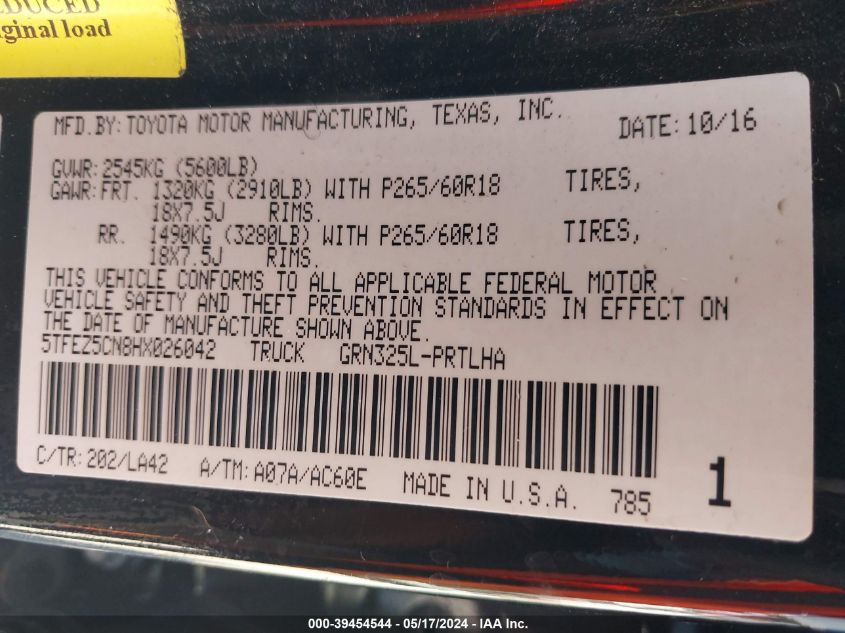 DUCED
ginal load
MFD.BY:TOYOTA MOTOR MANUFACTURING, TEXAS, INC. DATE:10/16
GVWR:2545KG (5600LB)
GAWR:FRT. 1320KG (2910LB) WITH P265/60R18 TIRES,
18X7.5J RIMS.
RR. 1490KG (3280LB) WITH P265/60R18 TIRES,
18X7.5J RIMS.
THIS VEHICLE CONFORMS TO ALL APPLICABLE FEDERAL MOTOR
VEHICLE SAFETY AND THEFT PREVENTION STANDARDS IN EFFECT ON
THE DATE OF MANUFACTURE SHOWN ABOVE.
5TFEZ5CN8HX026042 TRUCK GRN325L-PRTLHA
C/TR:202/LA42 A/TM:A07A/AC60E MADE IN U.S.A. 785 1
000-39454544 - 05/17/2024 - IAA Inc.